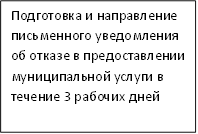 Подготовка и направление
письменного уведомления
об отказе в предоставлении
муниципальной услуги в
течение 3 рабочих дней